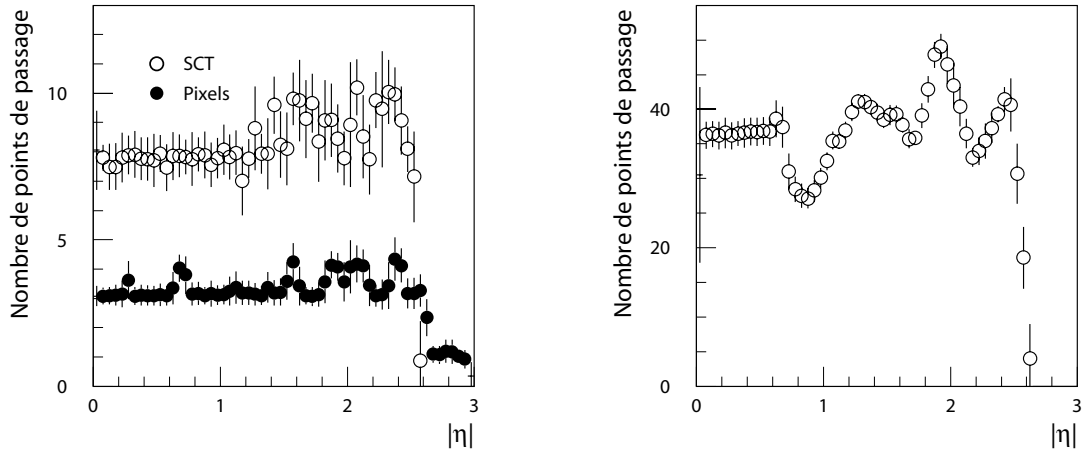 Nombre de points de passage
10
5
0
SCT
Pixels
0 1 2 3
|η|
Nombre de points de passage
40
20
0
0 1 2 3
|η|